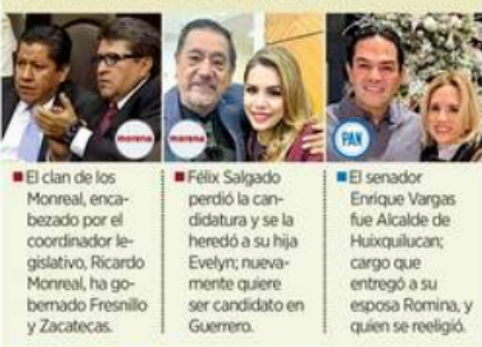 morena
morena
PAN
El clan de los
Monreal, enca-
bezado por el
coordinador le-
gislativo, Ricardo
Monreal, ha go-
bernado Fresnillo
y Zacatecas.
Félix Salgado
perdió la can-
didatura y se la
heredó a su hija
Evelyn; nueva-
mente quiere
ser candidato en
Guerrero.
El senador
Enrique Vargas
fue Alcalde de
Huixquilucan;
cargo que
entregó a su
esposa Romina, y
quien se reeligió.